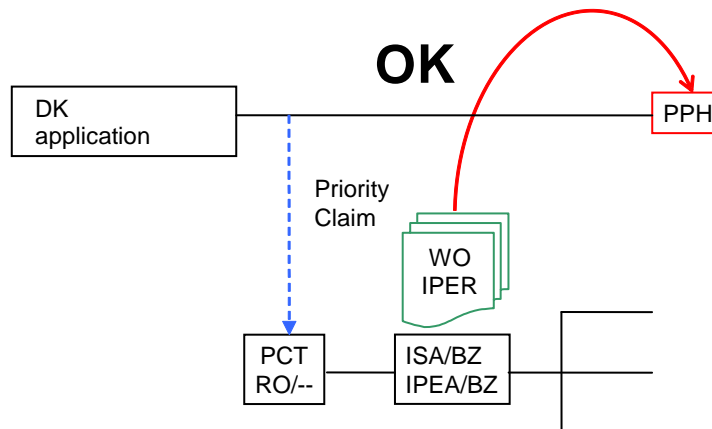 OK
DK
application
PPH
Priority
Claim
WO
IPER
PCT
RO/--
ISA/BZ
IPEA/BZ